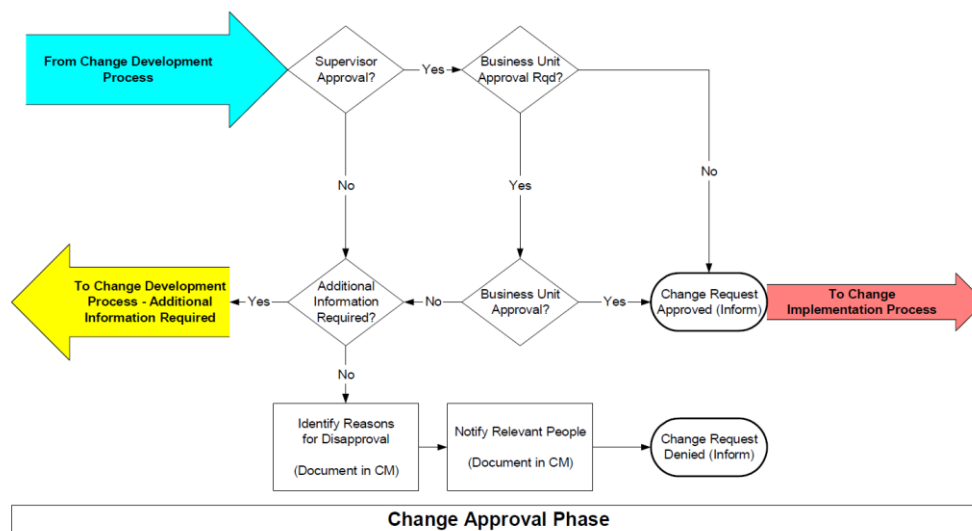 From Change Development
Process
Supervisor
Approval?
Yes
Business Unit
Approval Rqd?
No
Yes
No
To Change Development
Process - Additional
Information Required
Yes
Additional
Information
Required?
No
Business Unit
Approval?
Yes
Change Request
Approved (Inform)
To Change
Implementation Process
No
Identify Reasons
for Disapproval
(Document in CM)
Notify Relevant People
(Document in CM)
Change Request
Denied (Inform)
Change Approval Phase